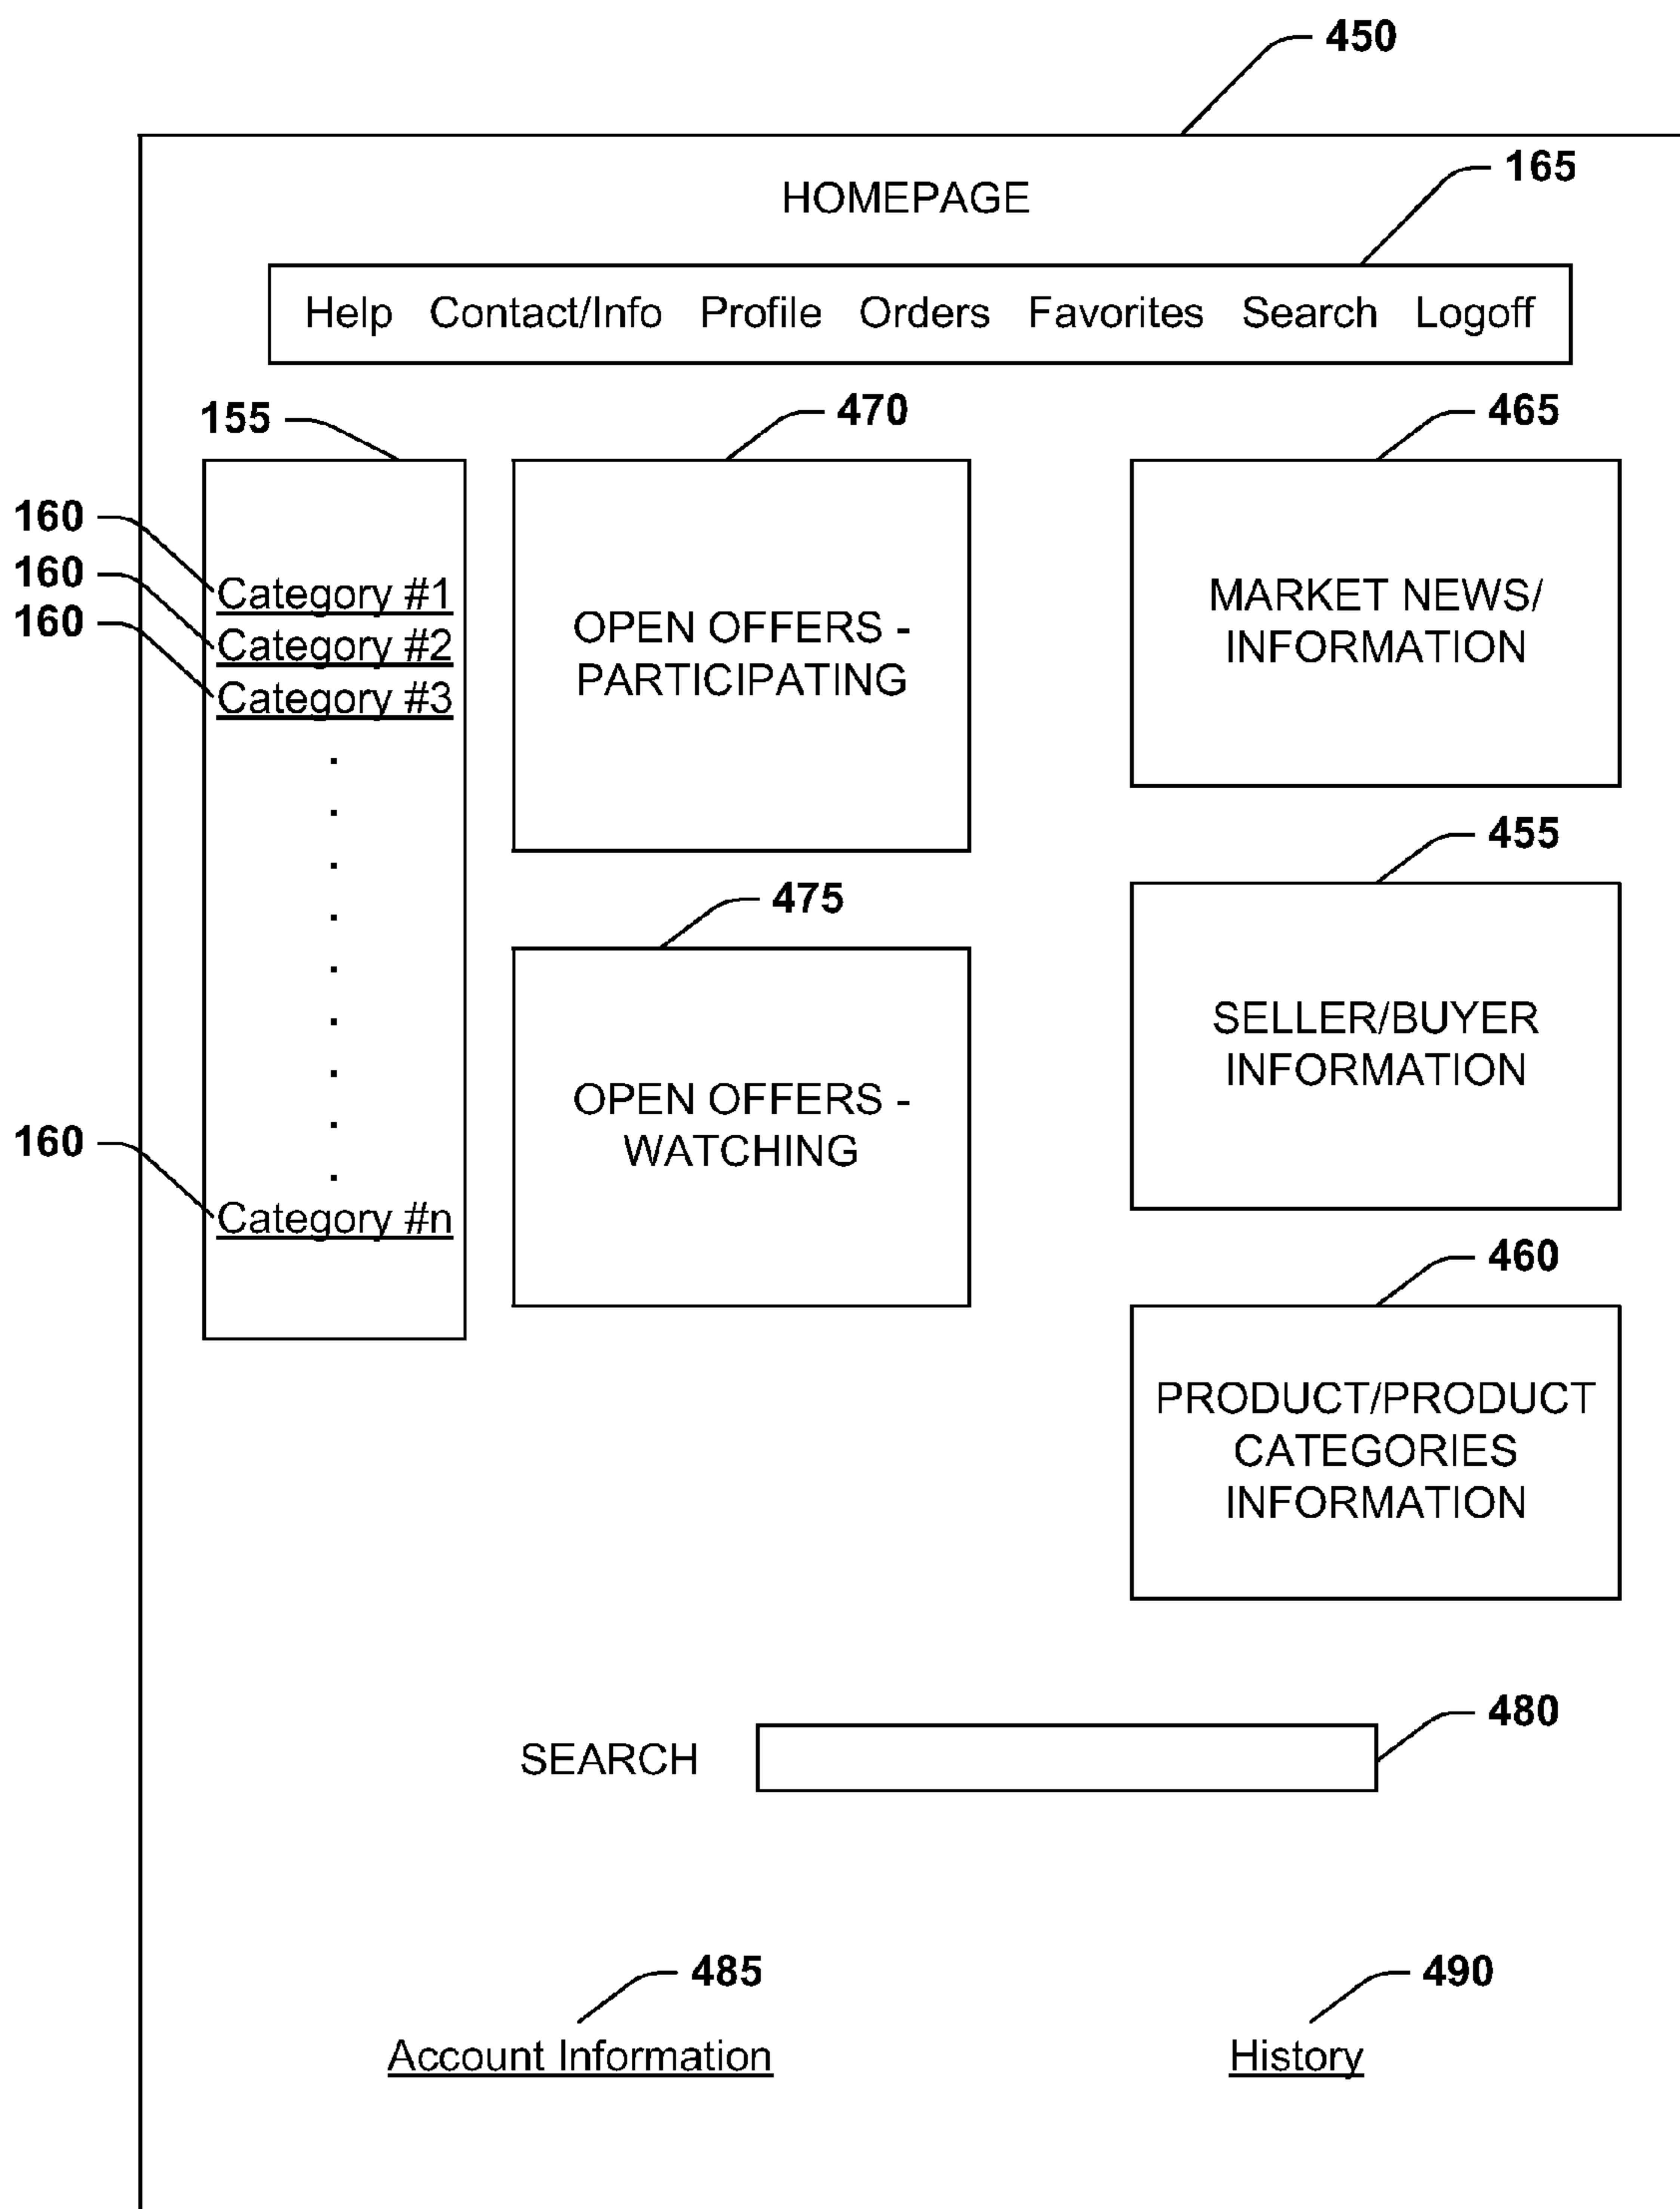 450
165
HOMEPAGE
Help Contact/Info Profile Orders Favorites Search Logoff
155
470
465
160
160
160
Category #1
Category #2
Category #3
.
.
.
.
.
.
.
.
.
160
Category #n
OPEN OFFERS -
PARTICIPATING
MARKET NEWS/
INFORMATION
475
455
OPEN OFFERS -
WATCHING
SELLER/BUYER
INFORMATION
460
PRODUCT/PRODUCT
CATEGORIES
INFORMATION
480
SEARCH
485
490
Account Information
History